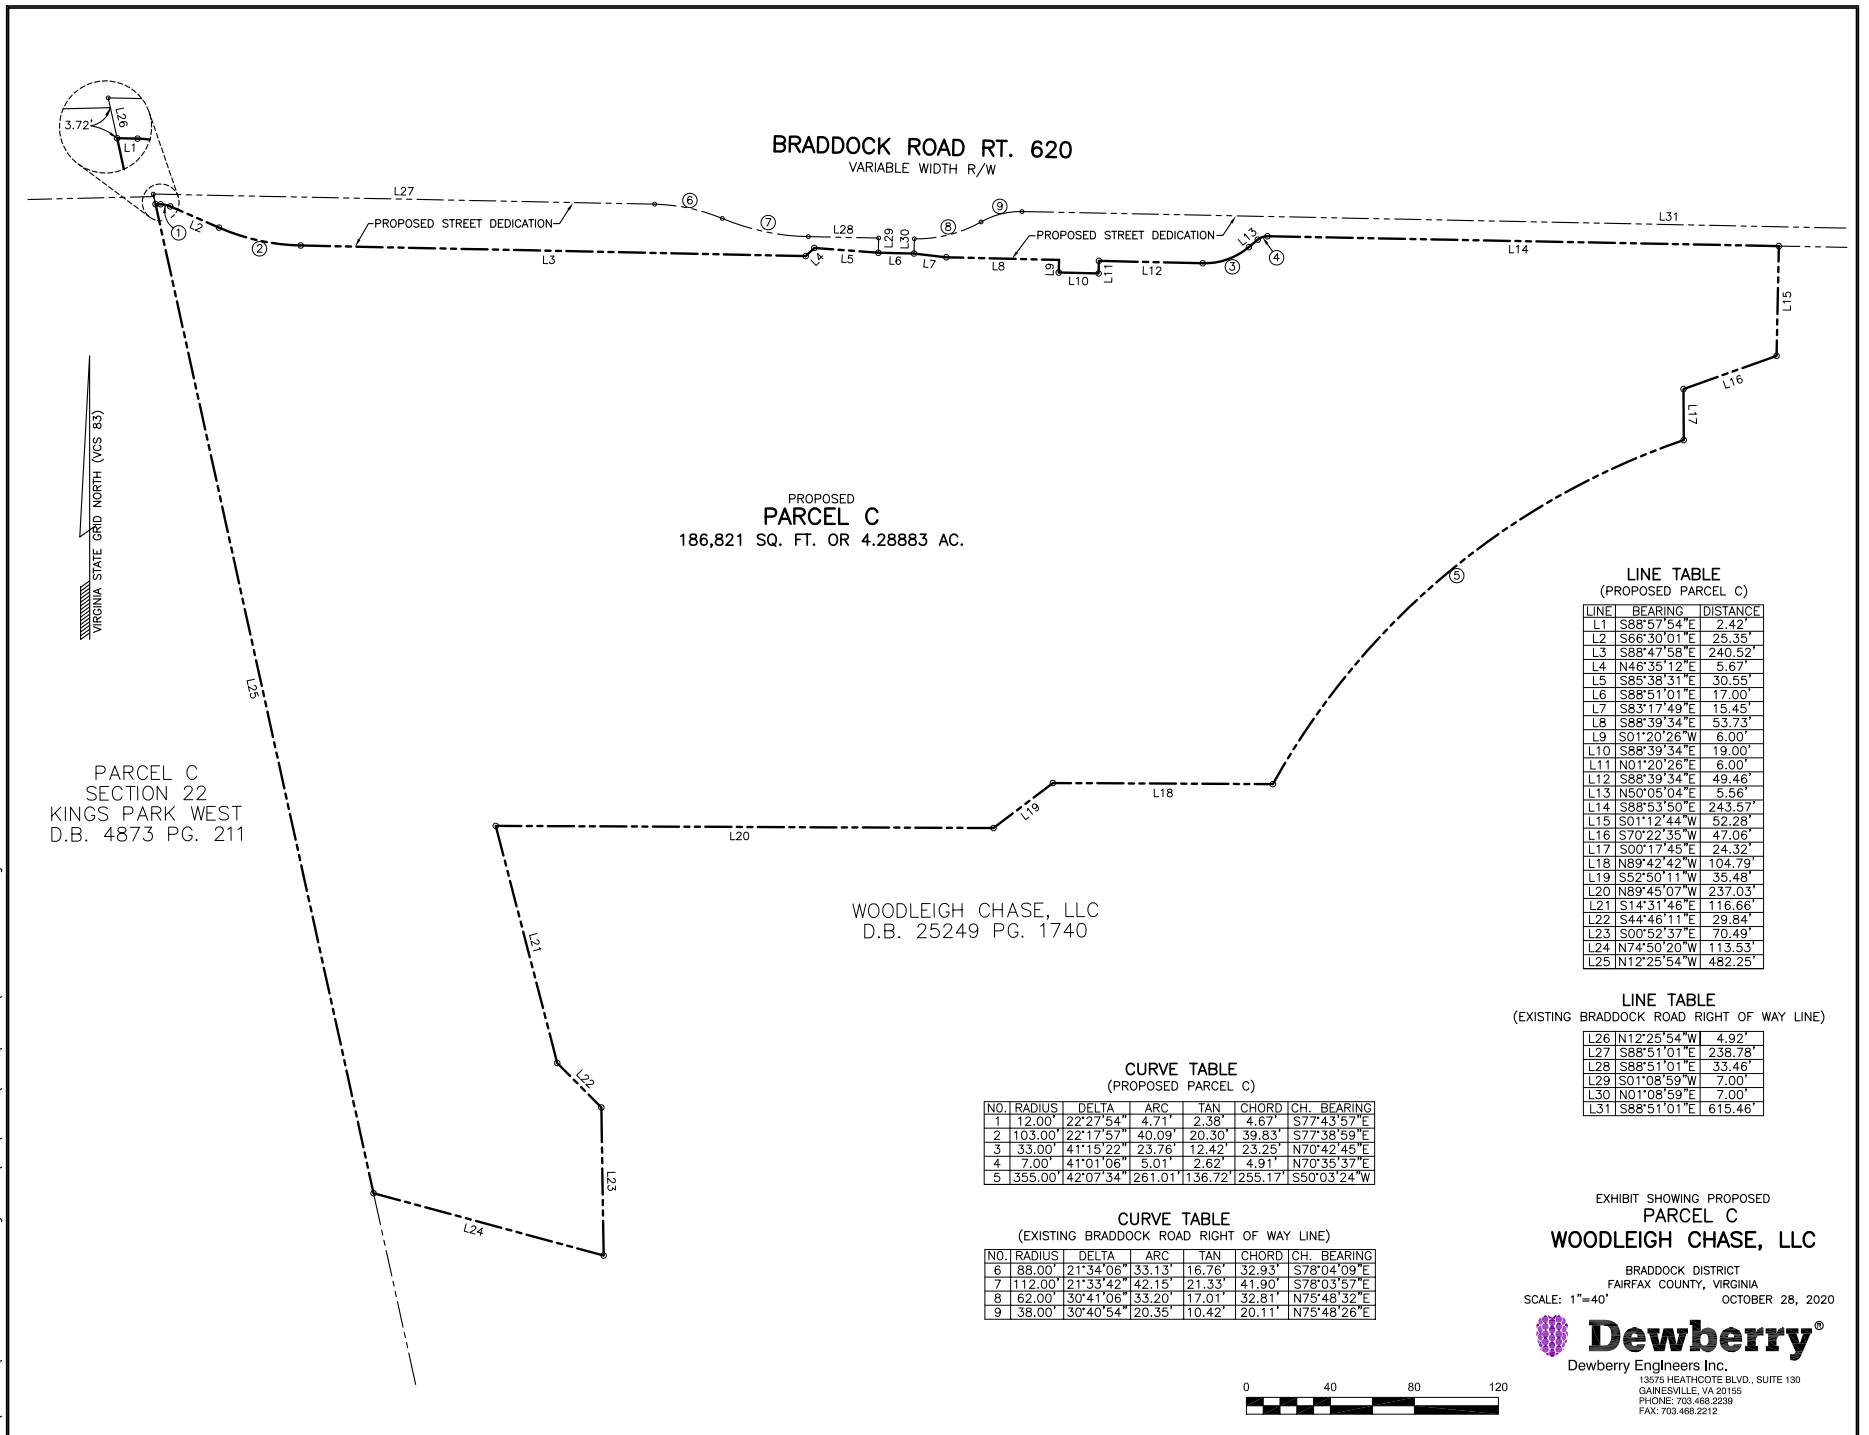 BRADDOCK ROAD RT. 620
VARIABLE WIDTH R/W
L26
3.72'
L1
L27
6
9
L31
1
L2
PROPOSED STREET DEDICATION
7
L28
L29
L30
8
PROPOSED STREET DEDICATION
2
L3
L4
L5
L6
L7
L8
L9
L10
L11
L12
3
L13
4
L14
L15
L16
L17
VIRGINIA STATE GRID NORTH (VCS 83)
PROPOSED
PARCEL C
186,821 SQ. FT. OR 4.28883 AC.
5
L25
PARCEL C
SECTION 22
KINGS PARK WEST
D.B. 4873 PG. 211
L18
L19
L20
WOODLEIGH CHASE, LLC
D.B. 25249 PG. 1740
L21
L22
L23
L24
LINE TABLE
(PROPOSED PARCEL C)
LINE BEARING DISTANCE
L1 S88°57'54"E 2.42'
L2 S66°30'01"E 25.35'
L3 S88°47'58"E 240.52'
L4 N46°35'12"E 5.67'
L5 S85°38'31"E 30.55'
L6 S88°51'01"E 17.00'
L7 S83°17'49"E 15.45'
L8 S88°39'34"E 53.73'
L9 S01°20'26"W 6.00'
L10 S88°39'34"E 19.00'
L11 N01°20'26"E 6.00'
L12 S88°39'34"E 49.46'
L13 N50°05'04"E 5.56'
L14 S88°53'50"E 243.57'
L15 S01°12'44"W 52.28'
L16 S70°22'35"W 47.06'
L17 S00°17'45"E 24.32'
L18 N89°42'42"W 104.79'
L19 S52°50'11"W 35.48'
L20 N89°45'07"W 237.03'
L21 S14°31'46"E 116.66'
L22 S44°46'11"E 29.84'
L23 S00°52'37"E 70.49'
L24 N74°50'20"W 113.53'
L25 N12°25'54"W 482.25'
LINE TABLE
(EXISTING BRADDOCK ROAD RIGHT OF WAY LINE)
L26 N12°25'54"W 4.92'
L27 S88°51'01"E 238.78'
L28 S88°51'01"E 33.46'
L29 S01°08'59"W 7.00'
L30 N01°08'59"E 7.00'
L31 S88°51'01"E 615.46'
CURVE TABLE
(PROPOSED PARCEL C)
NO. RADIUS DELTA ARC TAN CHORD CH. BEARING
1 12.00' 22°27'54" 4.71' 2.38' 4.67' S77°43'57"E
2 103.00' 22°17'57" 40.09' 20.30' 39.83' S77°38'59"E
3 33.00' 41°15'22" 23.76' 12.42' 23.25' N70°42'45"E
4 7.00' 41°01'06" 5.01' 2.62' 4.91' N70°35'37"E
5 355.00' 42°07'34" 261.01' 136.72' 255.17' S50°03'24"W
CURVE TABLE
(EXISTING BRADDOCK ROAD RIGHT OF WAY LINE)
NO. RADIUS DELTA ARC TAN CHORD CH. BEARING
6 88.00' 21°34'06" 33.13' 16.76' 32.93' S78°04'09"E
7 112.00' 21°33'42" 42.15' 21.33' 41.90' S78°03'57"E
8 62.00' 30°41'06" 33.20' 17.01' 32.81' N75°48'32"E
9 38.00' 30°40'54" 20.35' 10.42' 20.11' N75°48'26"E
EXHIBIT SHOWING PROPOSED
PARCEL C
WOODLEIGH CHASE, LLC
BRADDOCK DISTRICT
FAIRFAX COUNTY, VIRGINIA
SCALE: 1"=40' OCTOBER 28, 2020
Dewberry®
Dewberry Engineers Inc.
13575 HEATHCOTE BLVD., SUITE 130
GAINESVILLE, VA 20155
PHONE: 703.468.2239
FAX: 703.468.2212
0 40 80 120